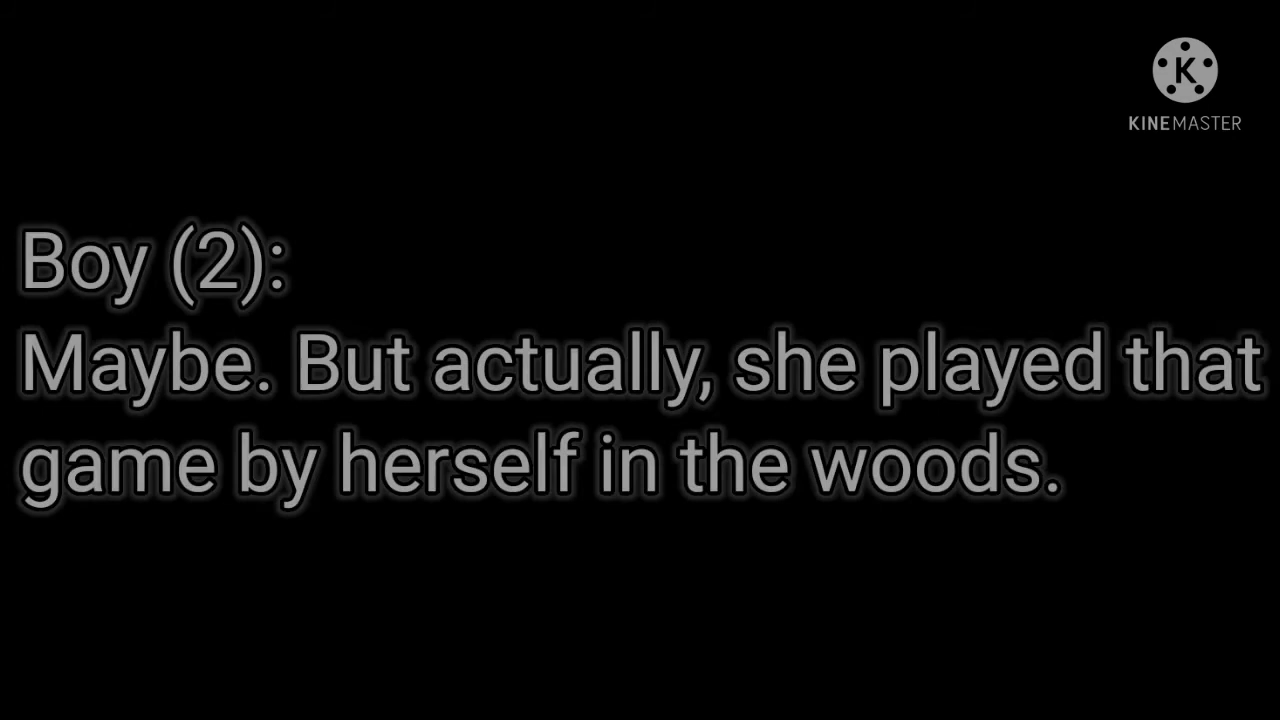 K
KINEMASTER
Boy (2):
Maybe. But actually, she played that
game by herself in the woods.